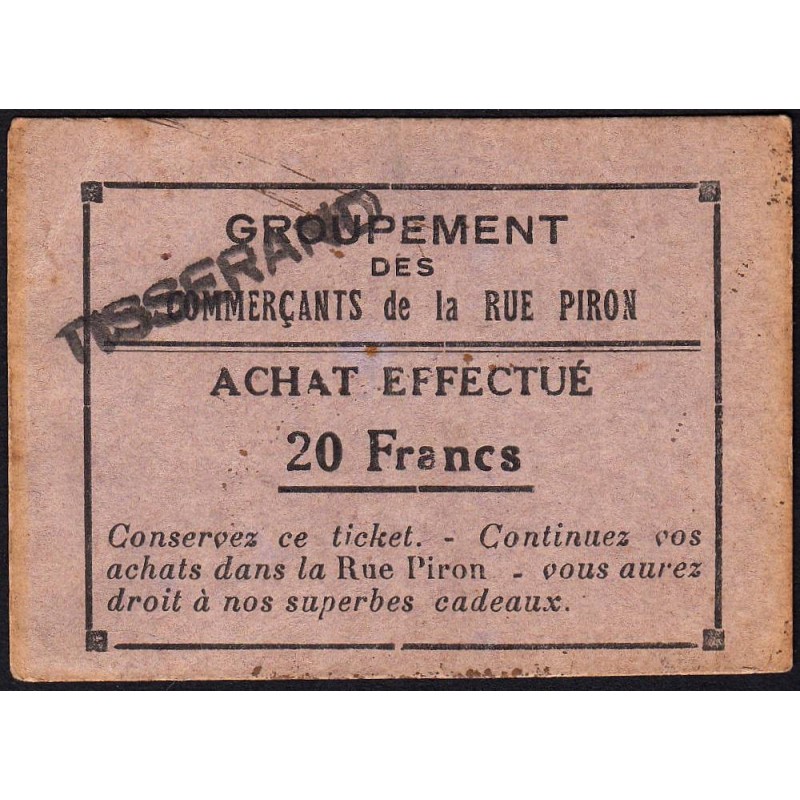 GROUPEMENT
DES
COMMERÇANTS de la RUE PIRON
TISSERAND
ACHAT EFFECTUÉ
20 Francs
Conservez ce ticket. - Continuez vos
achats dans la Rue Piron - vous aurez
droit à nos superbes cadeaux.